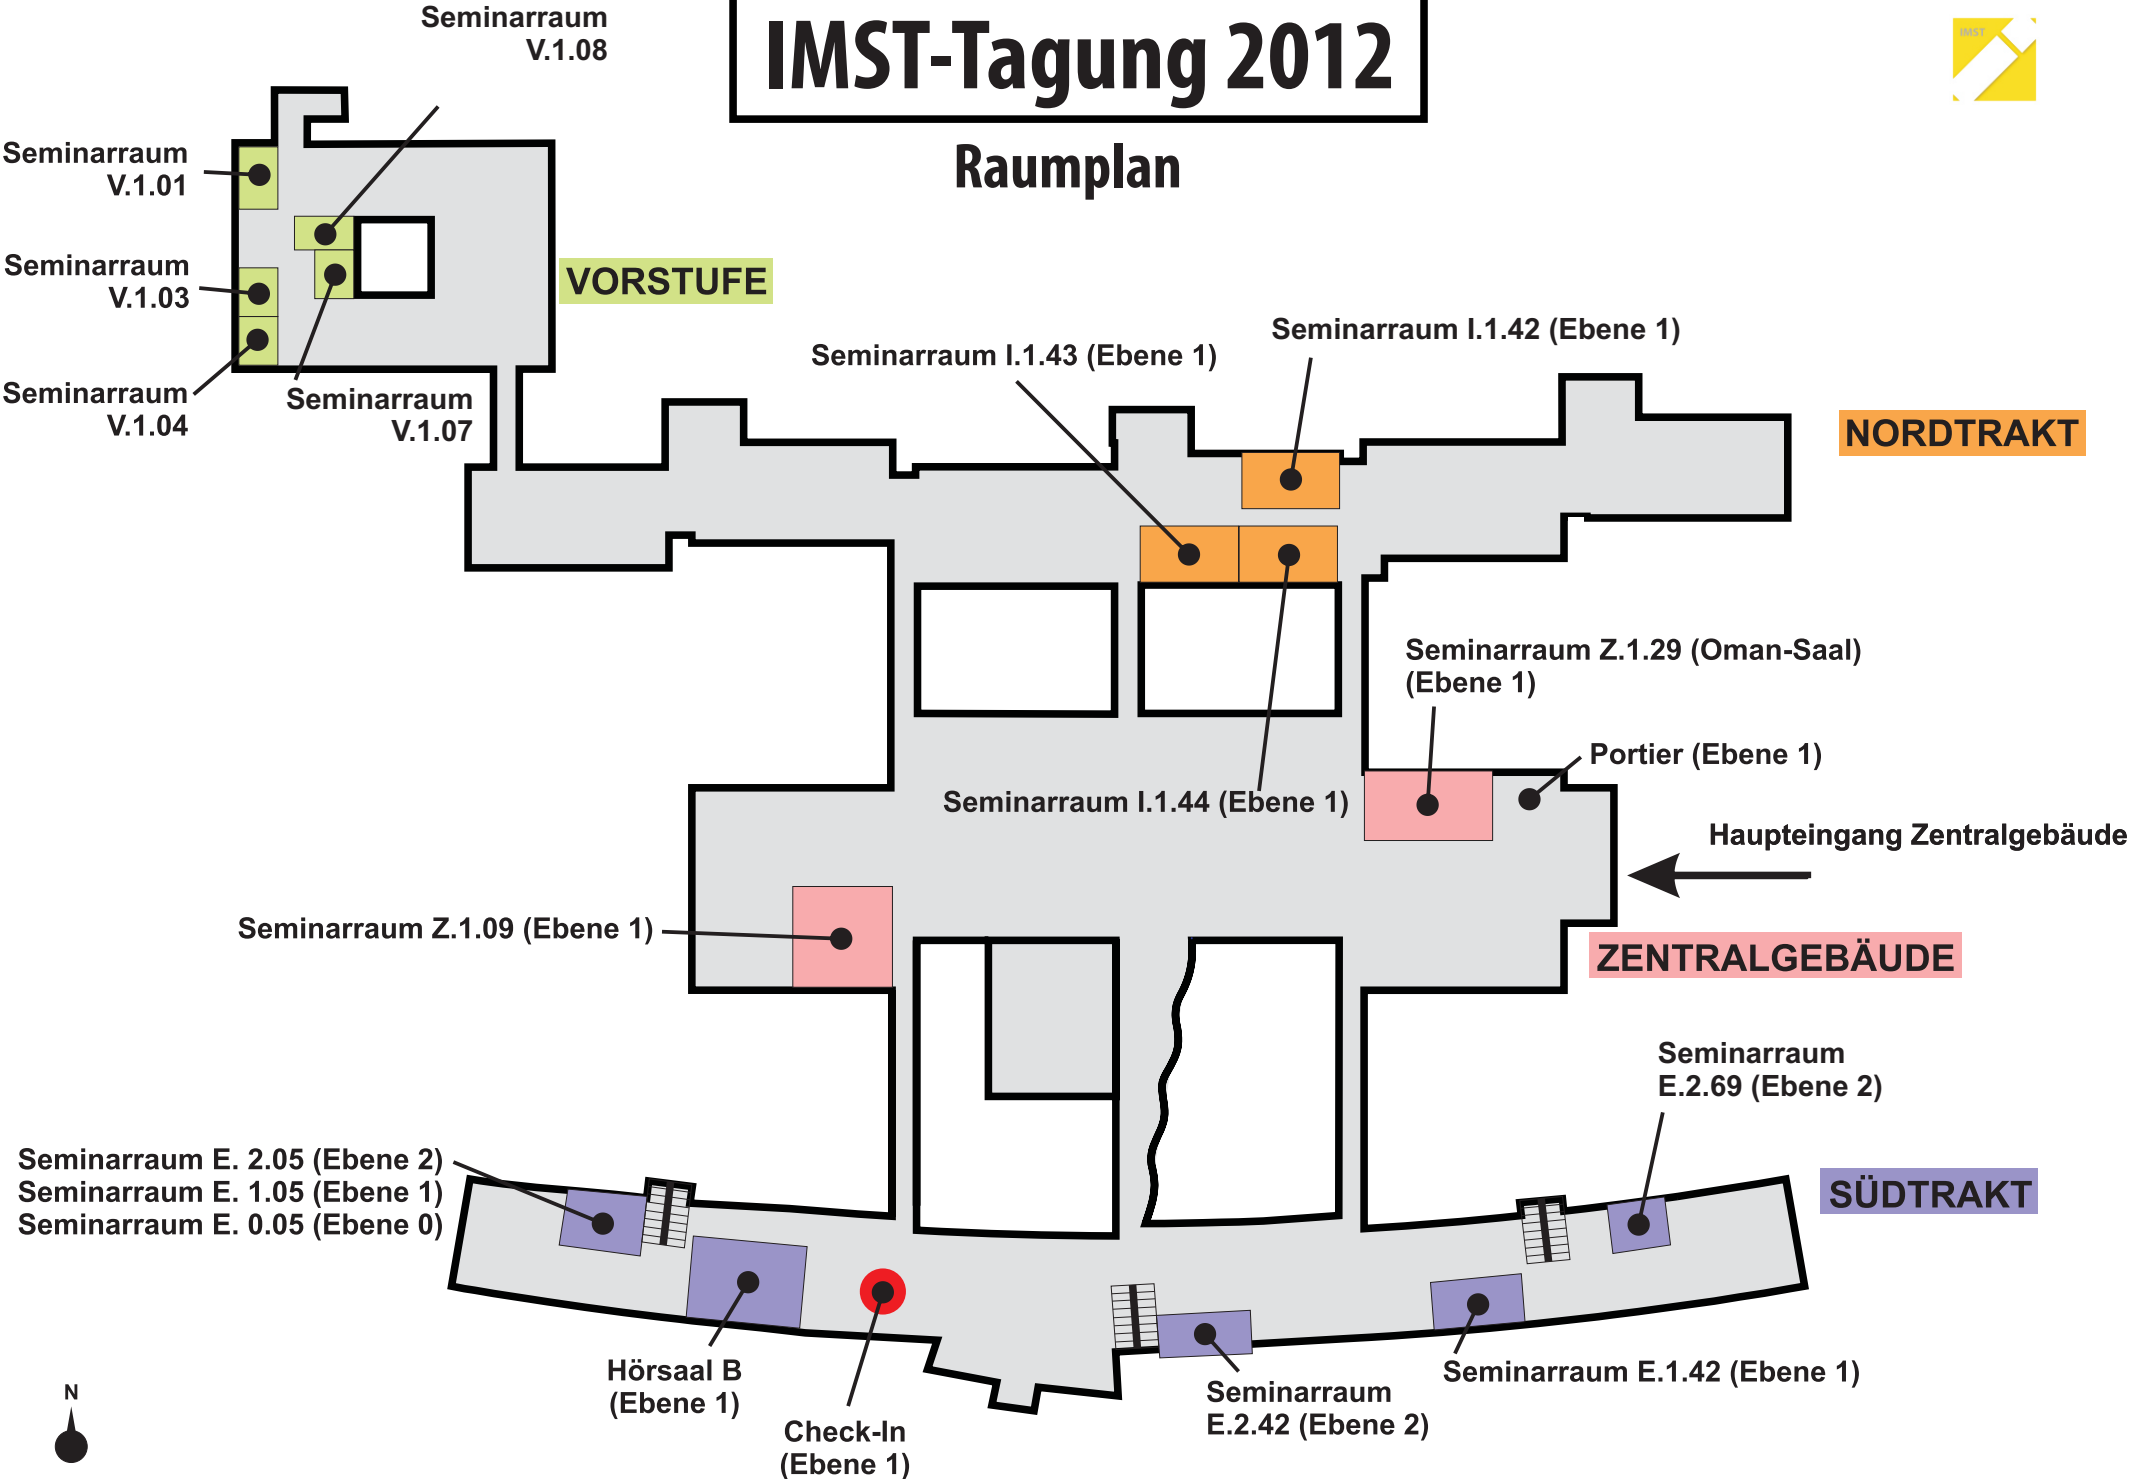 Seminarraum
V.1.08
IMST-Tagung 2012
IMST
Raumplan
Seminarraum
V.1.01
Seminarraum
V.1.03
VORSTUFE
Seminarraum
V.1.04
Seminarraum
V.1.07
Seminarraum I.1.42 (Ebene 1)
Seminarraum I.1.43 (Ebene 1)
NORDTRAKT
Seminarraum Z.1.29 (Oman-Saal)
(Ebene 1)
Portier (Ebene 1)
Seminarraum I.1.44 (Ebene 1)
Haupteingang Zentralgebäude
Seminarraum Z.1.09 (Ebene 1)
ZENTRALGEBÄUDE
Seminarraum
E.2.69 (Ebene 2)
Seminarraum E. 2.05 (Ebene 2)
Seminarraum E. 1.05 (Ebene 1)
Seminarraum E. 0.05 (Ebene 0)
SÜDTRAKT
Hörsaal B
(Ebene 1)
Seminarraum E.1.42 (Ebene 1)
Seminarraum
E.2.42 (Ebene 2)
Check-In
(Ebene 1)
N